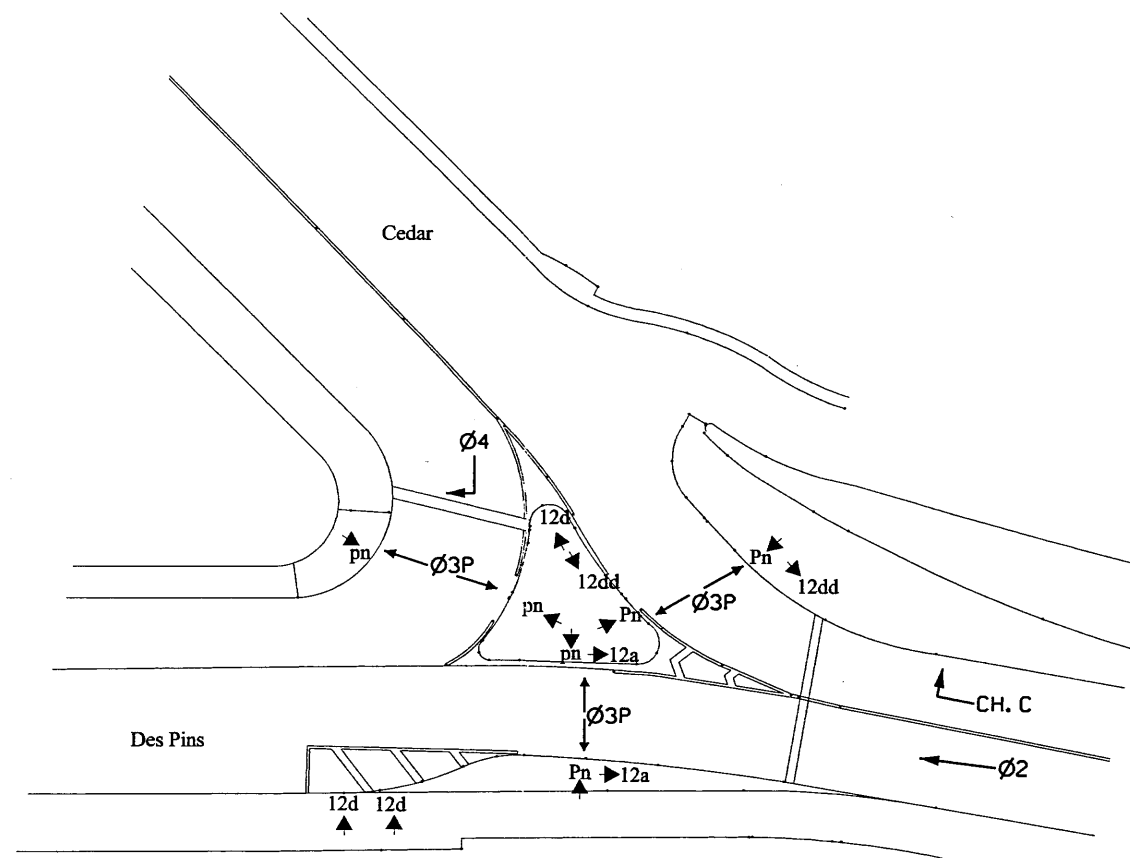 Cedar
Ø4
12d
pn
Ø3P
Pn
12dd
12dd
Ø3P
pn
Pn
pn
12a
CH. C
Ø3P
Des Pins
Ø2
Pn
12a
12d
12d